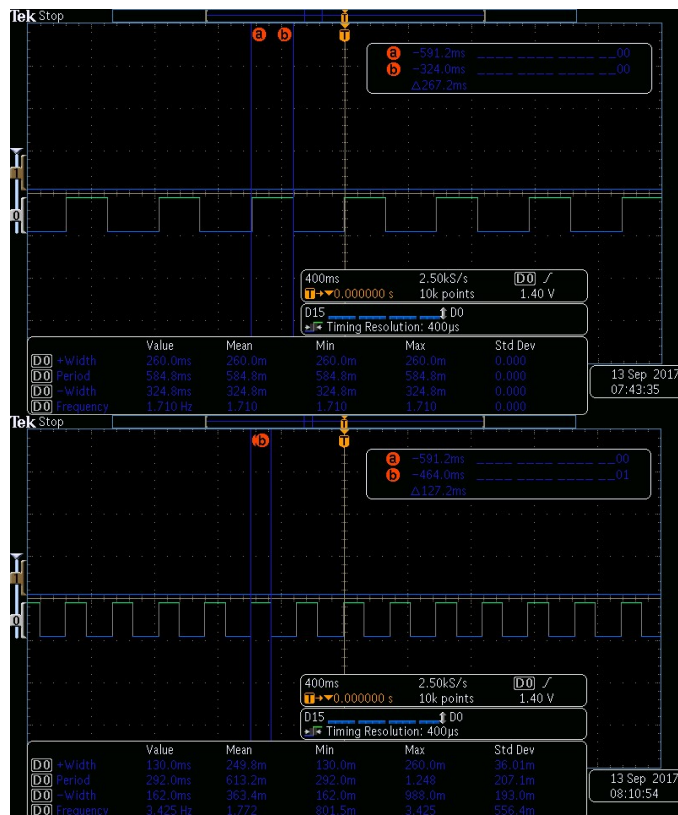 Tek Stop
T
a b T
a -591.2ms ____ ____ ____ ____00
b -324.0ms ____ ____ ____ ____00
△267.2ms
T
0
400ms 2.50kS/s D0
T→▼0.000000 s 10k points 1.40 V
D15 D0
Timing Resolution: 400µs
Value Mean Min Max Std Dev
D0 +Width 260.0ms 260.0m 260.0m 260.0m 0.000
D0 Period 584.8ms 584.8m 584.8m 584.8m 0.000
D0 -Width 324.8ms 324.8m 324.8m 324.8m 0.000
D0 Frequency 1.710 Hz 1.710 1.710 1.710 0.000
13 Sep 2017
07:43:35
Tek Stop
T
b T
a -591.2ms ____ ____ ____ ____00
b -464.0ms ____ ____ ____ ____01
△127.2ms
T
0
400ms 2.50kS/s D0
T→▼0.000000 s 10k points 1.40 V
D15 D0
Timing Resolution: 400µs
Value Mean Min Max Std Dev
D0 +Width 130.0ms 249.8m 130.0m 260.0m 36.01m
D0 Period 292.0ms 613.2m 292.0m 1.248 207.1m
D0 -Width 162.0ms 363.4m 162.0m 988.0m 193.0m
D0 Frequency 3.425 Hz 1.772 801.5m 3.425 556.4m
13 Sep 2017
08:10:54